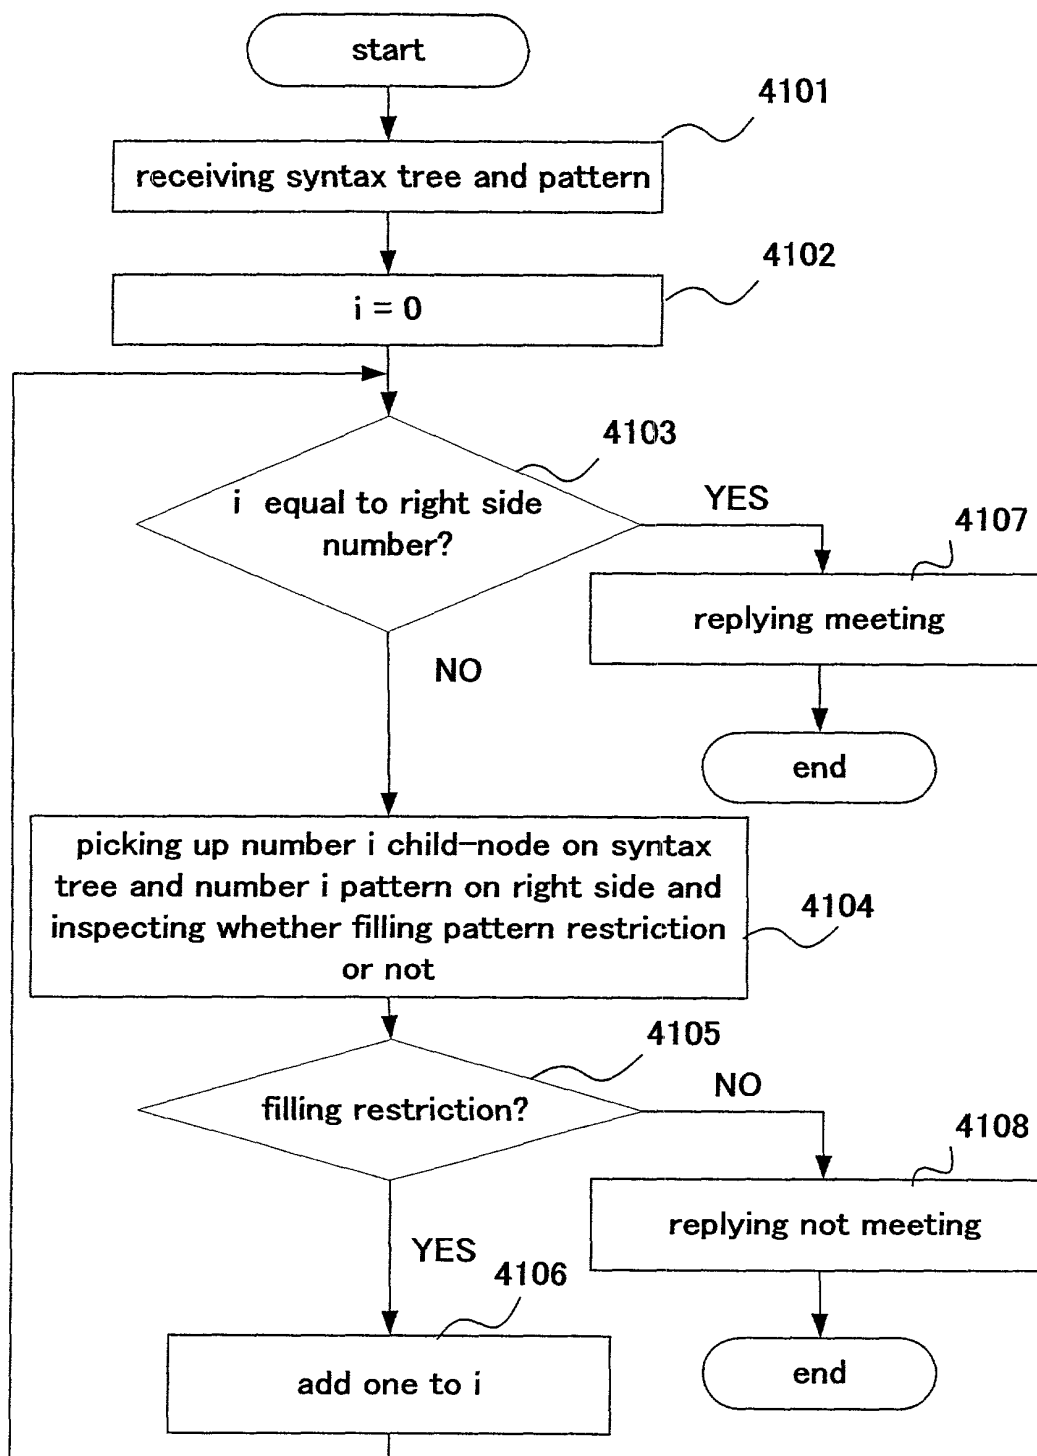 start
4101
receiving syntax tree and pattern
4102
i = 0
4103
i equal to right side
number?
YES
4107
replying meeting
NO
end
picking up number i child-node on syntax
tree and number i pattern on right side and
inspecting whether filling pattern restriction
or not
4104
4105
filling restriction?
NO
4108
replying not meeting
YES
4106
add one to i
end